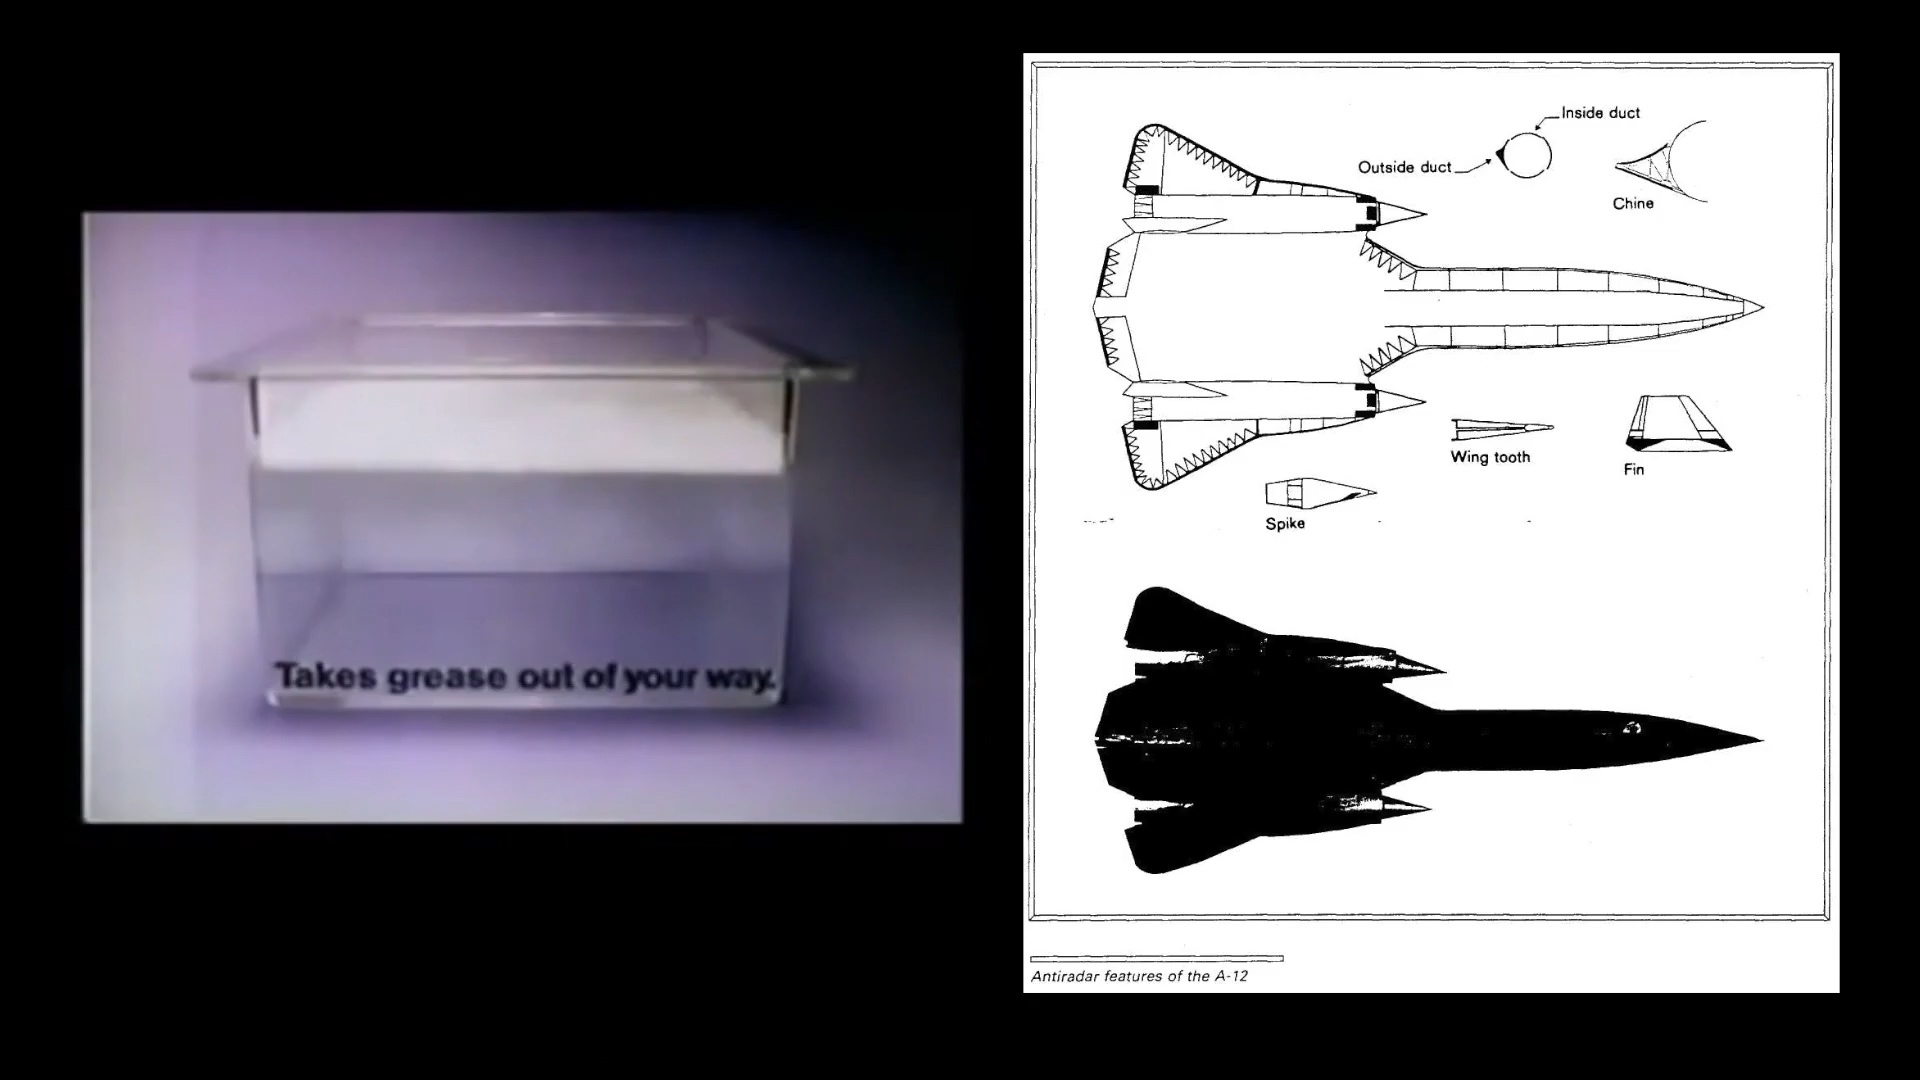 Takes grease out of your way.
Inside duct
Outside duct
Chine
Wing tooth
Fin
Spike
Antiradar features of the A-12